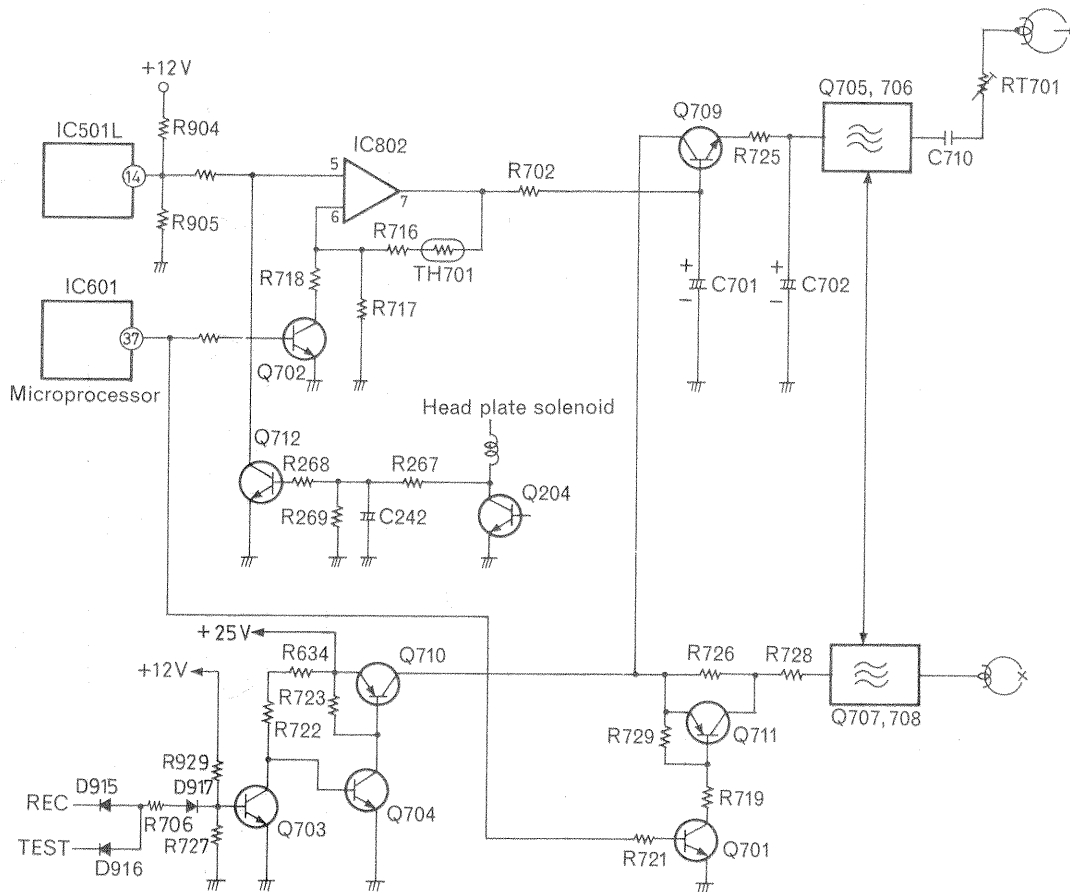 +12V
IC501L
R904
14
R905
IC802
5
6
7
R702
R716
TH701
R718
R717
Q709
R725
Q705, 706
C710
RT701
+
-
C701
+
-
C702
IC601
37
Microprocessor
Q702
Head plate solenoid
Q712
R268
R267
R269
C242
Q204
+25V
+12V
R634
Q710
R723
R722
R726
R728
Q707, 708
R729
Q711
R929
D915
D917
REC
R706
Q703
Q704
R719
TEST
R727
D916
R721
Q701